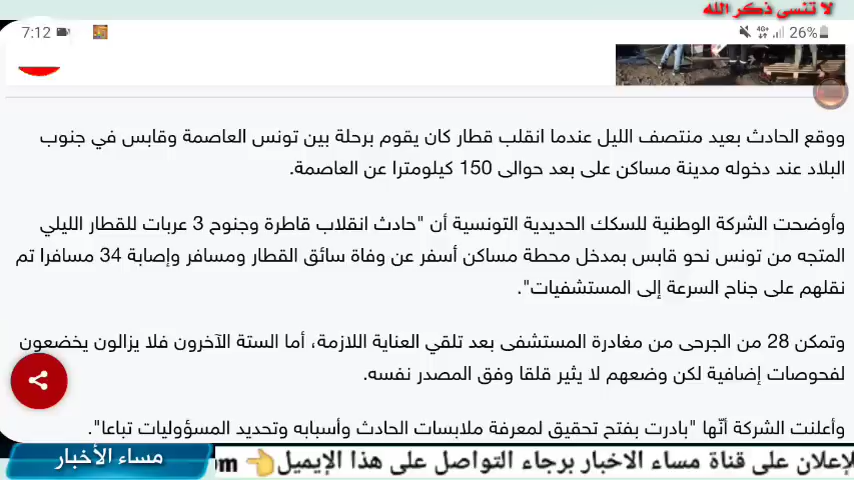 لا تنسى ذكر الله
7:12
4G+
26%
ووقع الحادث بعيد منتصف الليل عندما انقلب قطار كان يقوم برحلة بين تونس العاصمة وقابس في جنوب
البلاد عند دخوله مدينة مساكن على بعد حوالى 150 كيلومترا عن العاصمة.
وأوضحت الشركة الوطنية للسكك الحديدية التونسية أن "حادث انقلاب قاطرة وجنوح 3 عربات للقطار الليلي
المتجه من تونس نحو قابس بمدخل محطة مساكن أسفر عن وفاة سائق القطار ومسافر وإصابة 34 مسافرا تم
نقلهم على جناح السرعة إلى المستشفيات".
وتمكن 28 من الجرحى من مغادرة المستشفى بعد تلقي العناية اللازمة، أما الستة الآخرون فلا يزالون يخضعون
لفحوصات إضافية لكن وضعهم لا يثير قلقا وفق المصدر نفسه.
وأعلنت الشركة أنّها "بادرت بفتح تحقيق لمعرفة ملابسات الحادث وأسبابه وتحديد المسؤوليات تباعا".
لإعلان على قناة مساء الاخبار برجاء التواصل على هذا الإيميل👈 om
مساء الأخبار